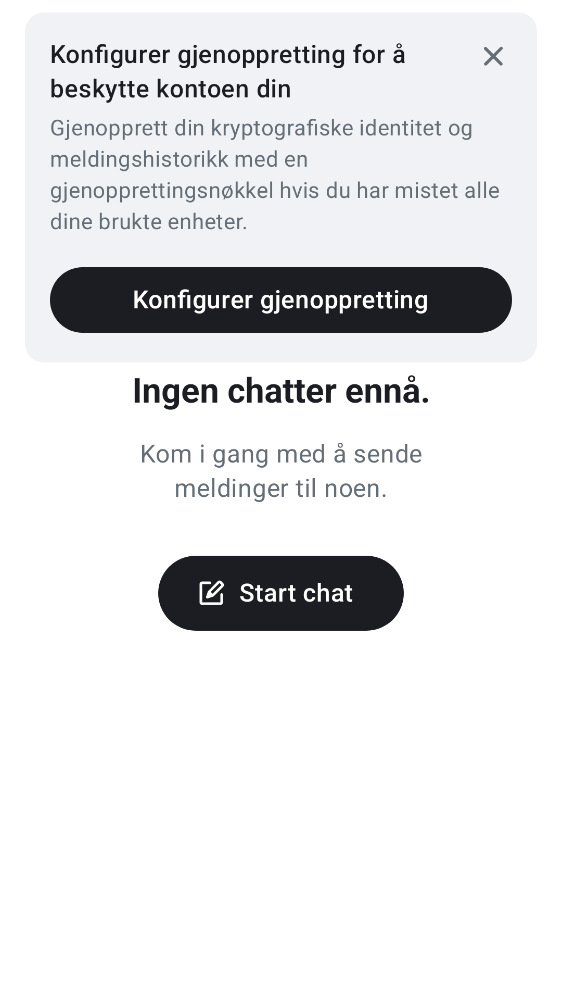 Konfigurer gjenoppretting for å
beskytte kontoen din
Gjenopprett din kryptografiske identitet og
meldingshistorikk med en
gjenopprettingsnøkkel hvis du har mistet alle
dine brukte enheter.
Konfigurer gjenoppretting
Ingen chatter ennå.
Kom i gang med å sende
meldinger til noen.
Start chat